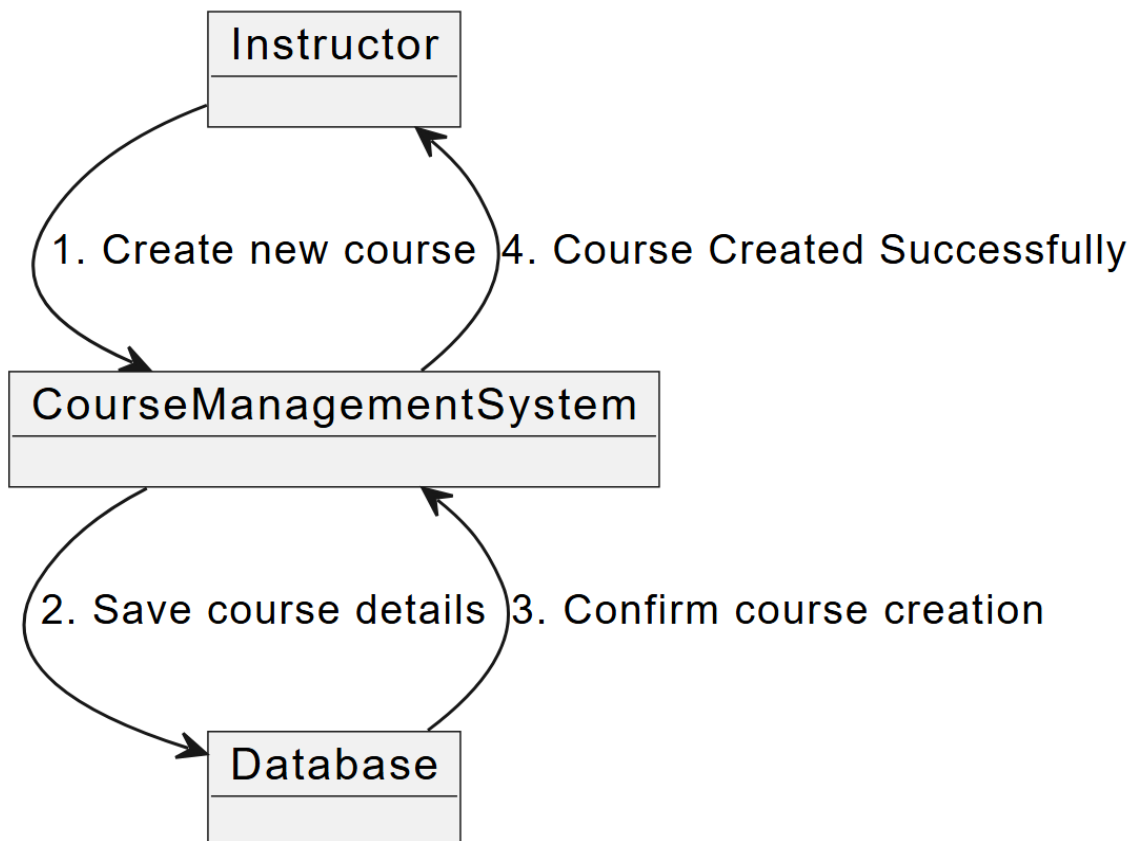 Instructor
1. Create new course
4. Course Created Successfully
CourseManagementSystem
2. Save course details
3. Confirm course creation
Database